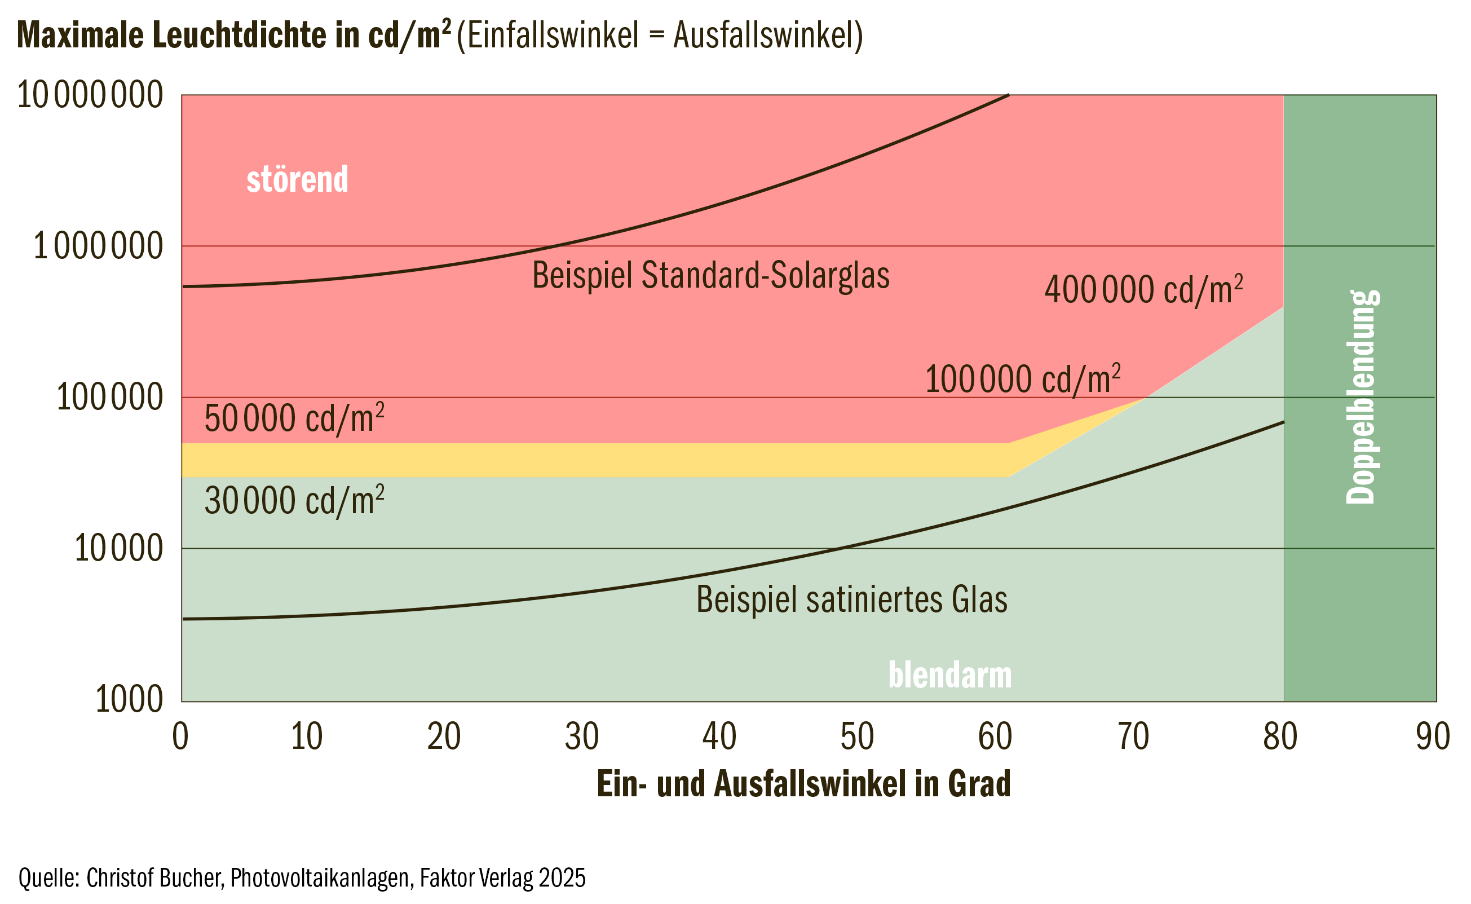 Maximale Leuchtdichte in cd/m² (Einfallswinkel = Ausfallswinkel)
10 000 000
störend
1 000 000
Beispiel Standard-Solarglas
400 000 cd/m²
100 000 cd/m²
100 000
50 000 cd/m²
30 000 cd/m²
Doppelblendung
10 000
Beispiel satiniertes Glas
blendarm
1000
0 10 20 30 40 50 60 70 80 90
Ein- und Ausfallswinkel in Grad
Quelle: Christof Bucher, Photovoltaikanlagen, Faktor Verlag 2025